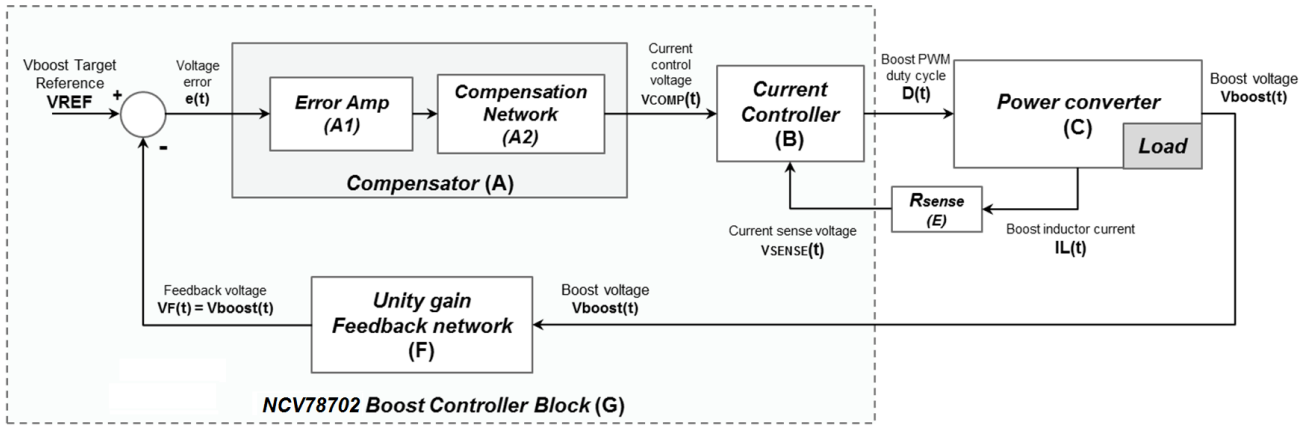 Vboost Target
Reference
VREF
+
-
Voltage
error
e(t)
Error Amp
(A1)
Compensation
Network
(A2)
Compensator (A)
Current
control
voltage
VCOMP(t)
Current
Controller
(B)
Boost PWM
duty cycle
D(t)
Power converter
(C)
Load
Boost voltage
Vboost(t)
Rsense
(E)
Current sense voltage
VSENSE(t)
Boost inductor current
IL(t)
Feedback voltage
VF(t) = Vboost(t)
Unity gain
Feedback network
(F)
Boost voltage
Vboost(t)
NCV78702 Boost Controller Block (G)